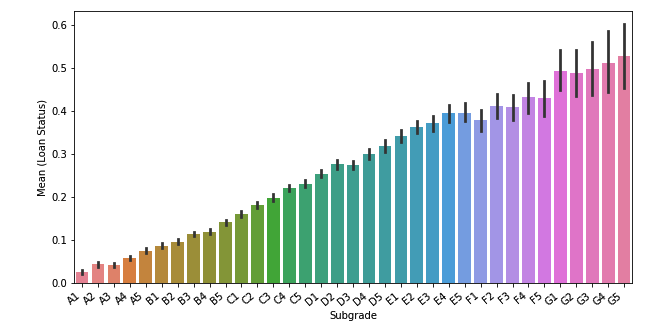 0.6
0.5
0.4
0.3
0.2
0.1
0.0
Mean (Loan Status)
A1 A2 A3 A4 A5 B1 B2 B3 B4 B5 C1 C2 C3 C4 C5 D1 D2 D3 D4 D5 E1 E2 E3 E4 E5 F1 F2 F3 F4 F5 G1 G2 G3 G4 G5
Subgrade